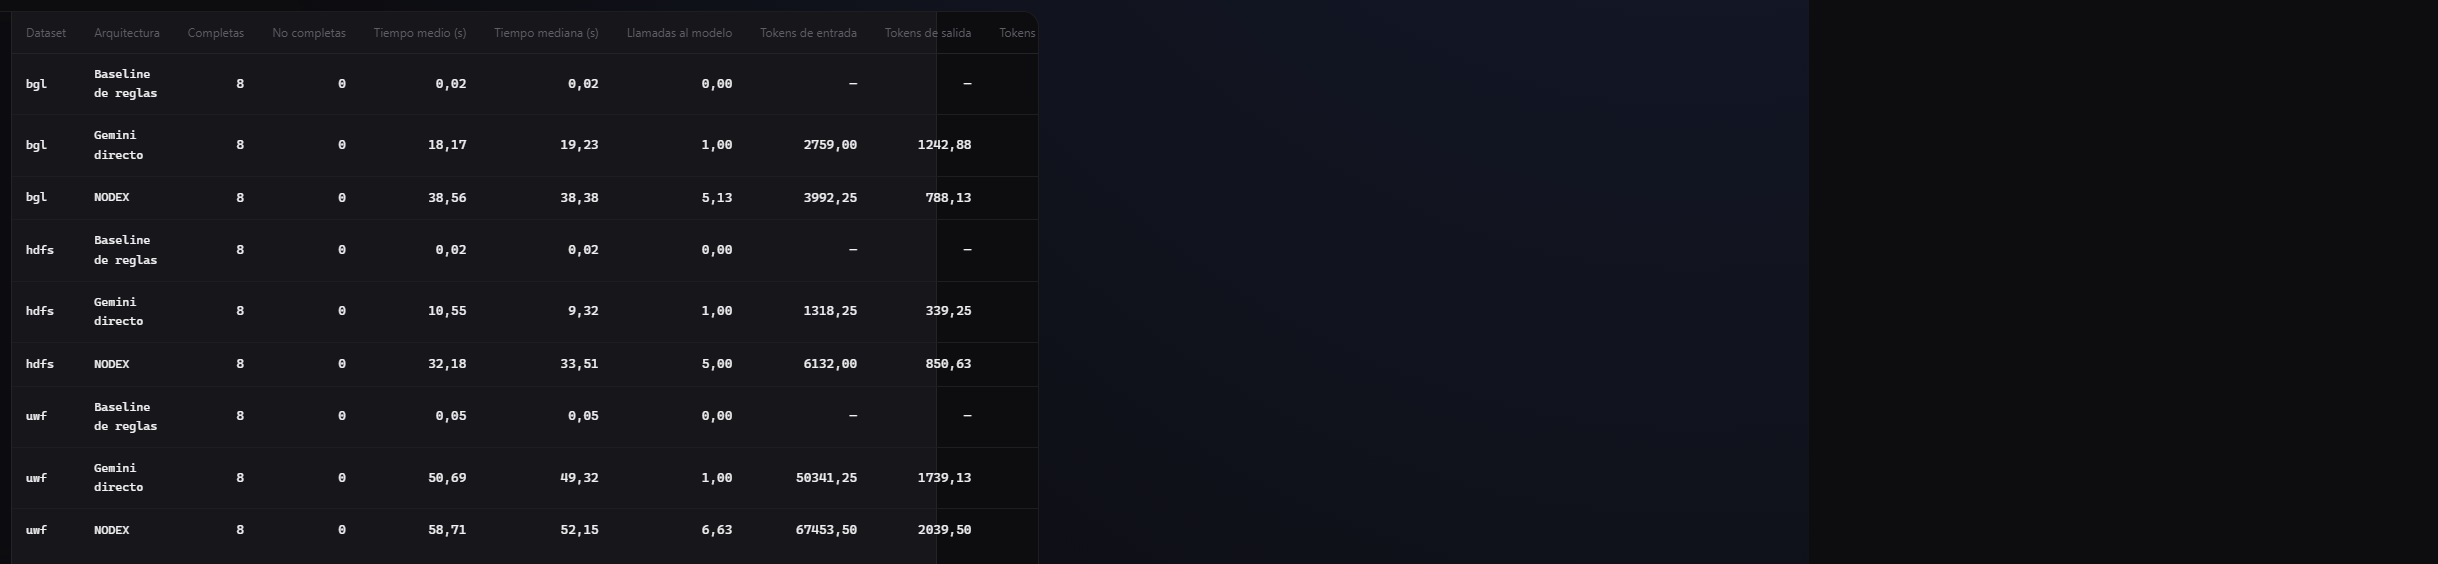 Dataset Arquitectura Completas No completas Tiempo medio (s) Tiempo mediana (s) Llamadas al modelo Tokens de entrada Tokens de salida Tokens
bgl Baseline de reglas 8 0 0,02 0,02 0,00 — —
bgl Gemini directo 8 0 18,17 19,23 1,00 2759,00 1242,88
bgl NODEX 8 0 38,56 38,38 5,13 3992,25 788,13
hdfs Baseline de reglas 8 0 0,02 0,02 0,00 — —
hdfs Gemini directo 8 0 10,55 9,32 1,00 1318,25 339,25
hdfs NODEX 8 0 32,18 33,51 5,00 6132,00 850,63
uwf Baseline de reglas 8 0 0,05 0,05 0,00 — —
uwf Gemini directo 8 0 50,69 49,32 1,00 50341,25 1739,13
uwf NODEX 8 0 58,71 52,15 6,63 67453,50 2039,50